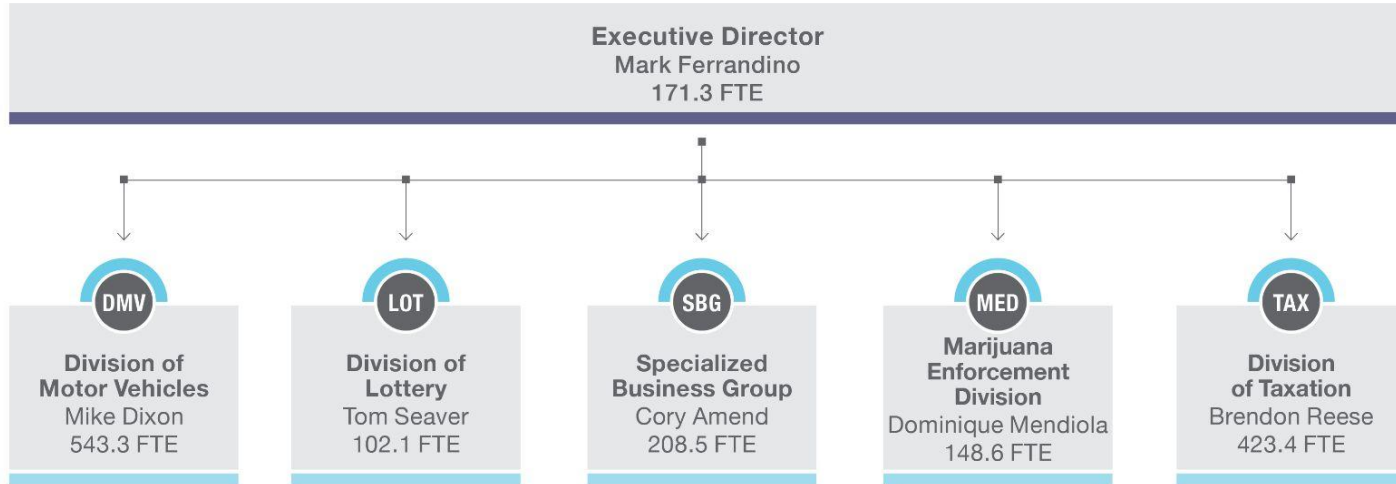 Executive Director
Mark Ferrandino
171.3 FTE
DMV
Division of
Motor Vehicles
Mike Dixon
543.3 FTE
LOT
Division of
Lottery
Tom Seaver
102.1 FTE
SBG
Specialized
Business Group
Cory Amend
208.5 FTE
MED
Marijuana
Enforcement
Division
Dominique Mendiola
148.6 FTE
TAX
Division
of Taxation
Brendon Reese
423.4 FTE